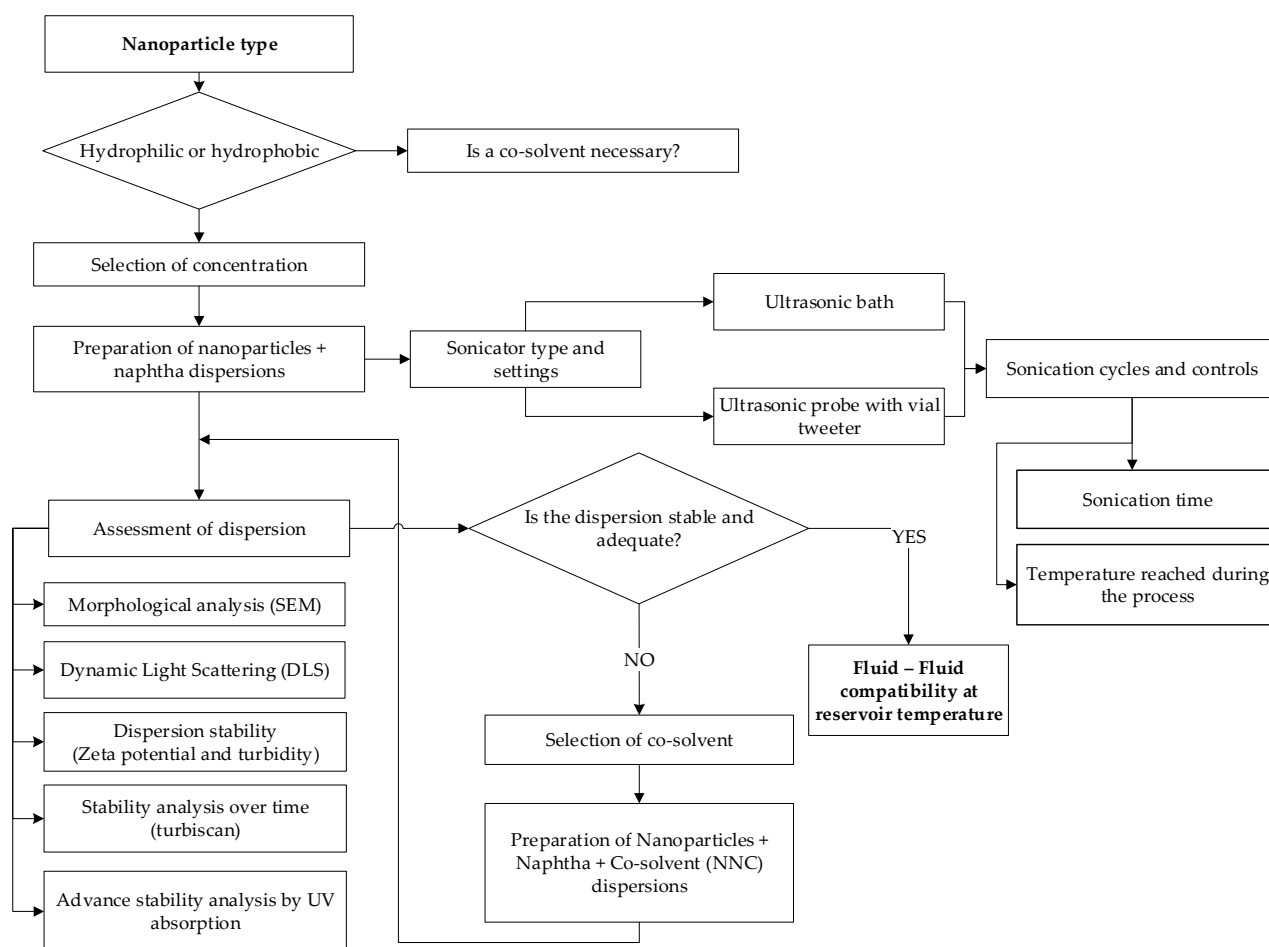 Nanoparticle type
Hydrophilic or hydrophobic
Is a co-solvent necessary?
Selection of concentration
Preparation of nanoparticles +
naphtha dispersions
Sonicator type and
settings
Ultrasonic bath
Ultrasonic probe with vial
tweeter
Sonication cycles and controls
Sonication time
Temperature reached during
the process
Assessment of dispersion
Is the dispersion stable and
adequate?
YES
NO
Morphological analysis (SEM)
Dynamic Light Scattering (DLS)
Dispersion stability
(Zeta potential and turbidity)
Stability analysis over time
(turbiscan)
Advance stability analysis by UV
absorption
Fluid – Fluid
compatibility at
reservoir temperature
Selection of co-solvent
Preparation of Nanoparticles +
Naphtha + Co-solvent (NNC)
dispersions